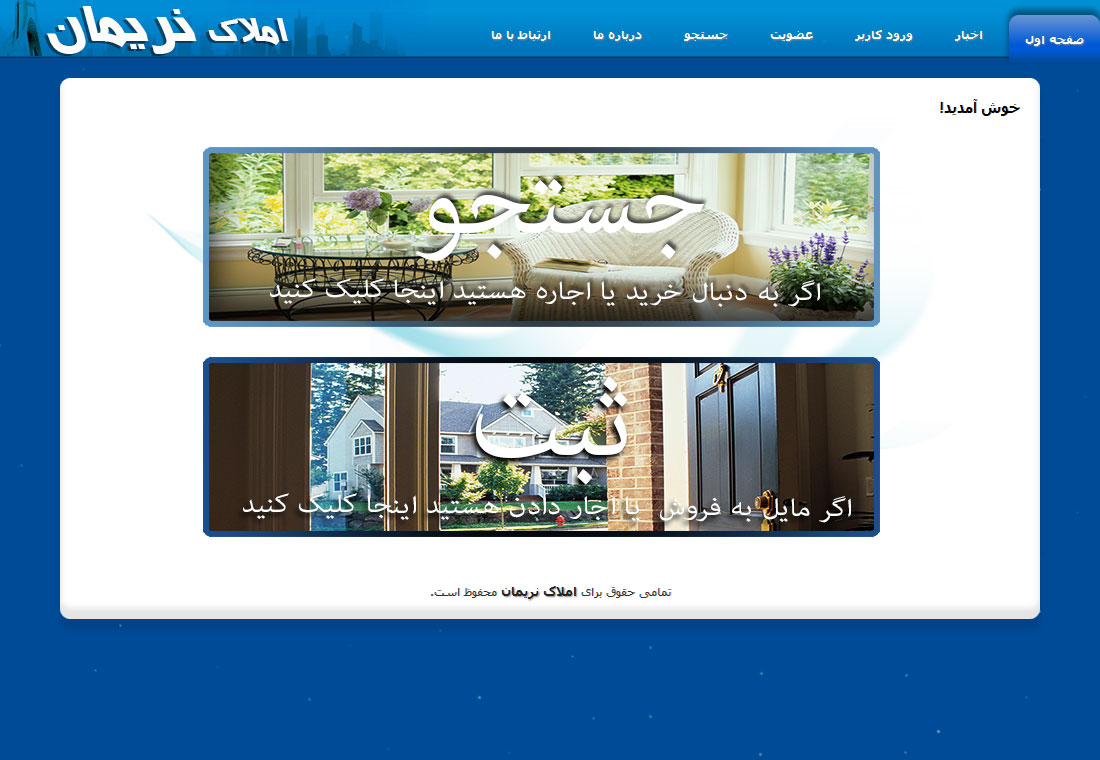 املاک نریمان
صفحه اول اخبار ورود کاربر عضویت جستجو درباره ما ارتباط با ما
خوش آمدید!
جستجو
اگر به دنبال خرید یا اجاره هستید اینجا کلیک کنید
ثبت
اگر مایل به فروش یا اجار دادن هستید اینجا کلیک کنید
تمامی حقوق برای املاک نریمان محفوظ است.